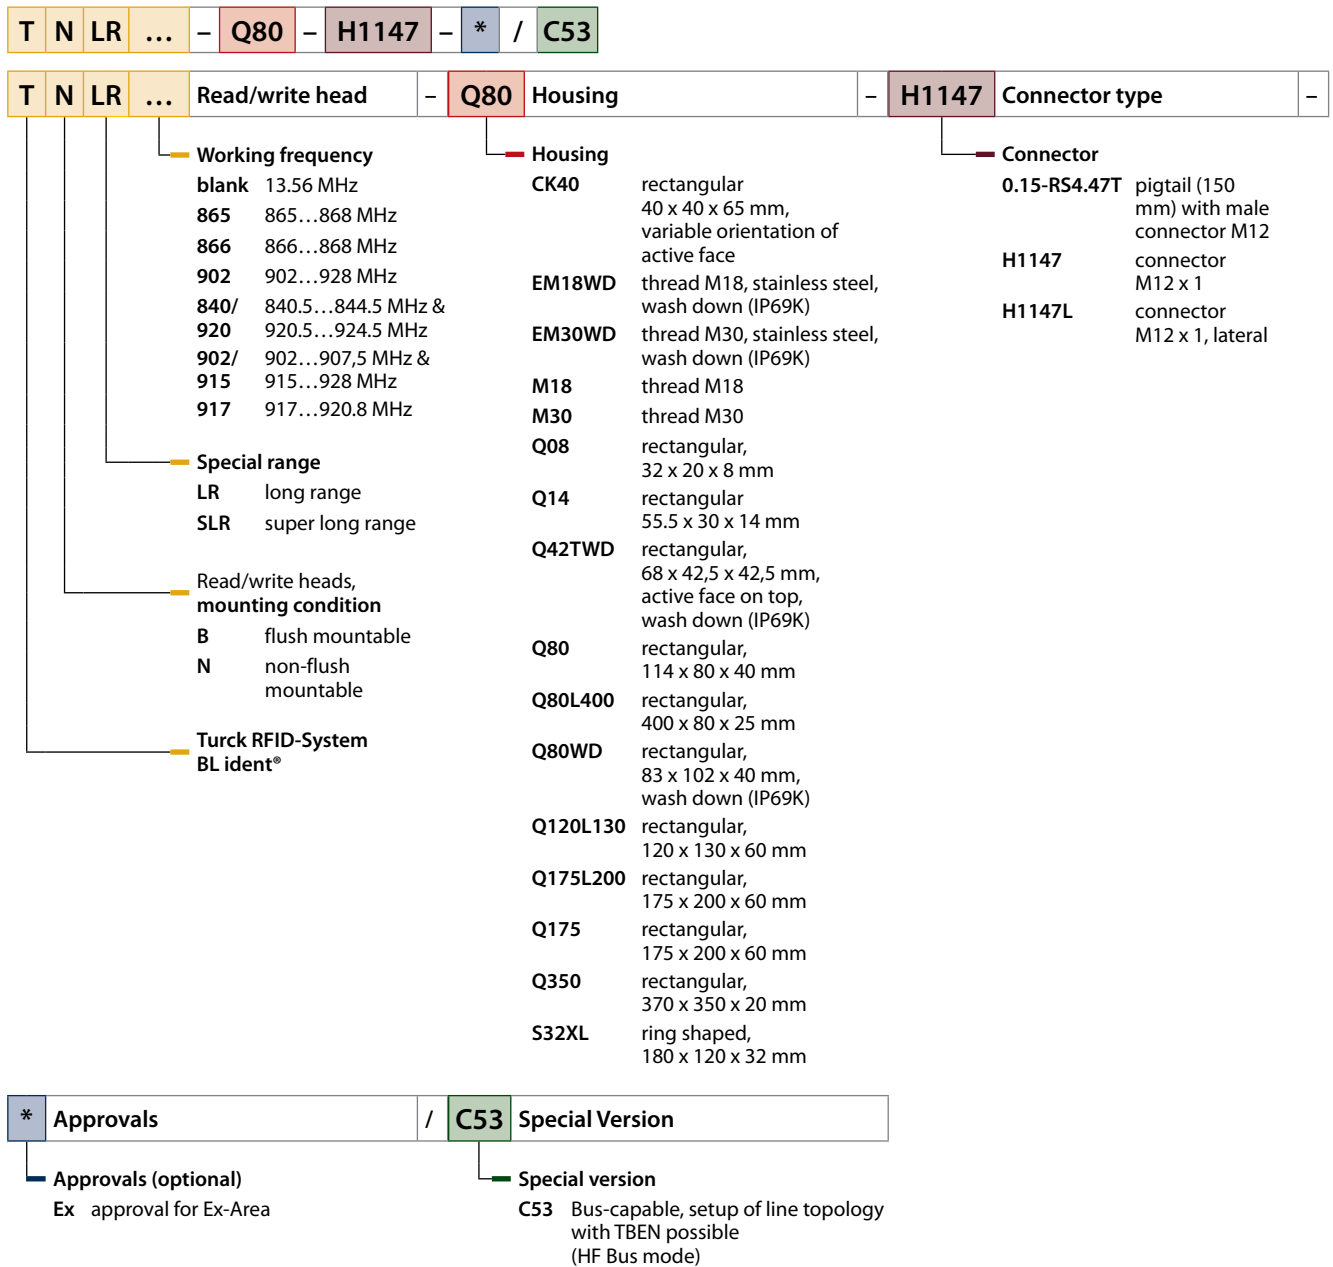 T N LR … – Q80 – H1147 – * / C53
T N LR … Read/write head – Q80 Housing – H1147 Connector type –
Working frequency
blank 13.56 MHz
865 865…868 MHz
866 866…868 MHz
902 902…928 MHz
840/ 840.5…844.5 MHz &
920 920.5…924.5 MHz
902/ 902…907,5 MHz &
915 915…928 MHz
917 917…920.8 MHz
Special range
LR long range
SLR super long range
Read/write heads,
mounting condition
B flush mountable
N non-flush
mountable
Turck RFID-System
BL ident®
Housing
CK40 rectangular
40 x 40 x 65 mm,
variable orientation of
active face
EM18WD thread M18, stainless steel,
wash down (IP69K)
EM30WD thread M30, stainless steel,
wash down (IP69K)
M18 thread M18
M30 thread M30
Q08 rectangular,
32 x 20 x 8 mm
Q14 rectangular
55.5 x 30 x 14 mm
Q42TWD rectangular,
68 x 42,5 x 42,5 mm,
active face on top,
wash down (IP69K)
Q80 rectangular,
114 x 80 x 40 mm
Q80L400 rectangular,
400 x 80 x 25 mm
Q80WD rectangular,
83 x 102 x 40 mm,
wash down (IP69K)
Q120L130 rectangular,
120 x 130 x 60 mm
Q175L200 rectangular,
175 x 200 x 60 mm
Q175 rectangular,
175 x 200 x 60 mm
Q350 rectangular,
370 x 350 x 20 mm
S32XL ring shaped,
180 x 120 x 32 mm
Connector
0.15-RS4.47T pigtail (150
mm) with male
connector M12
H1147 connector
M12 x 1
H1147L connector
M12 x 1, lateral
* Approvals / C53 Special Version
Approvals (optional)
Ex approval for Ex-Area
Special version
C53 Bus-capable, setup of line topology
with TBEN possible
(HF Bus mode)